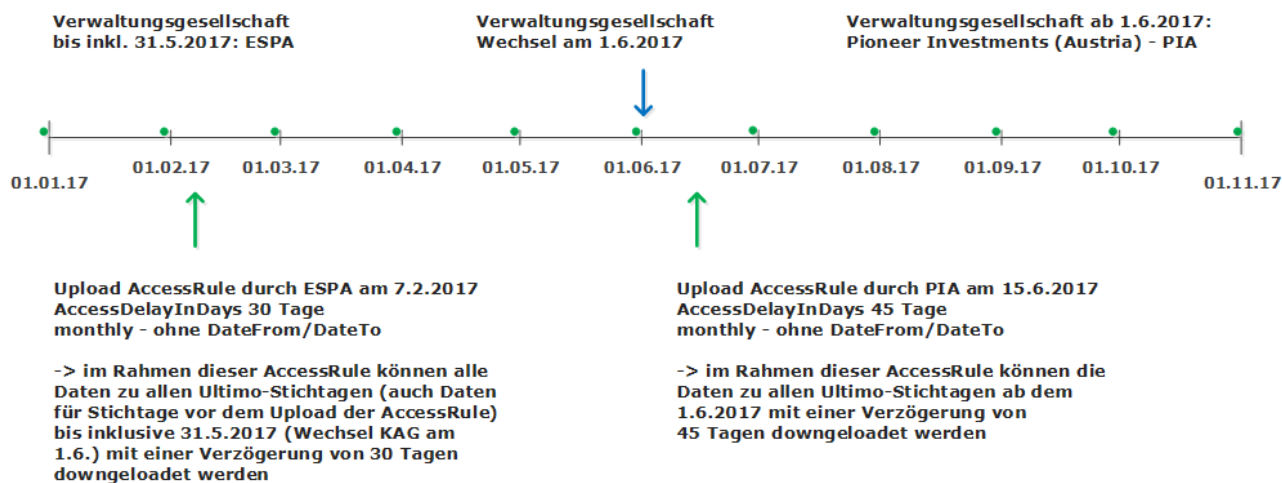 Verwaltungsgesellschaft
bis inkl. 31.5.2017: ESPA
Verwaltungsgesellschaft
Wechsel am 1.6.2017
Verwaltungsgesellschaft ab 1.6.2017:
Pioneer Investments (Austria) - PIA
01.01.17
01.02.17
01.03.17
01.04.17
01.05.17
01.06.17
01.07.17
01.08.17
01.09.17
01.10.17
01.11.17
Upload AccessRule durch ESPA am 7.2.2017
AccessDelayInDays 30 Tage
monthly - ohne DateFrom/DateTo
-> im Rahmen dieser AccessRule können alle
Daten zu allen Ultimo-Stichtagen (auch Daten
für Stichtage vor dem Upload der AccessRule)
bis inklusive 31.5.2017 (Wechsel KAG am
1.6.) mit einer Verzögerung von 30 Tagen
downgeloadet werden
Upload AccessRule durch PIA am 15.6.2017
AccessDelayInDays 45 Tage
monthly - ohne DateFrom/DateTo
-> im Rahmen dieser AccessRule können die
Daten zu allen Ultimo-Stichtagen ab dem
1.6.2017 mit einer Verzögerung von
45 Tagen downgeloadet werden